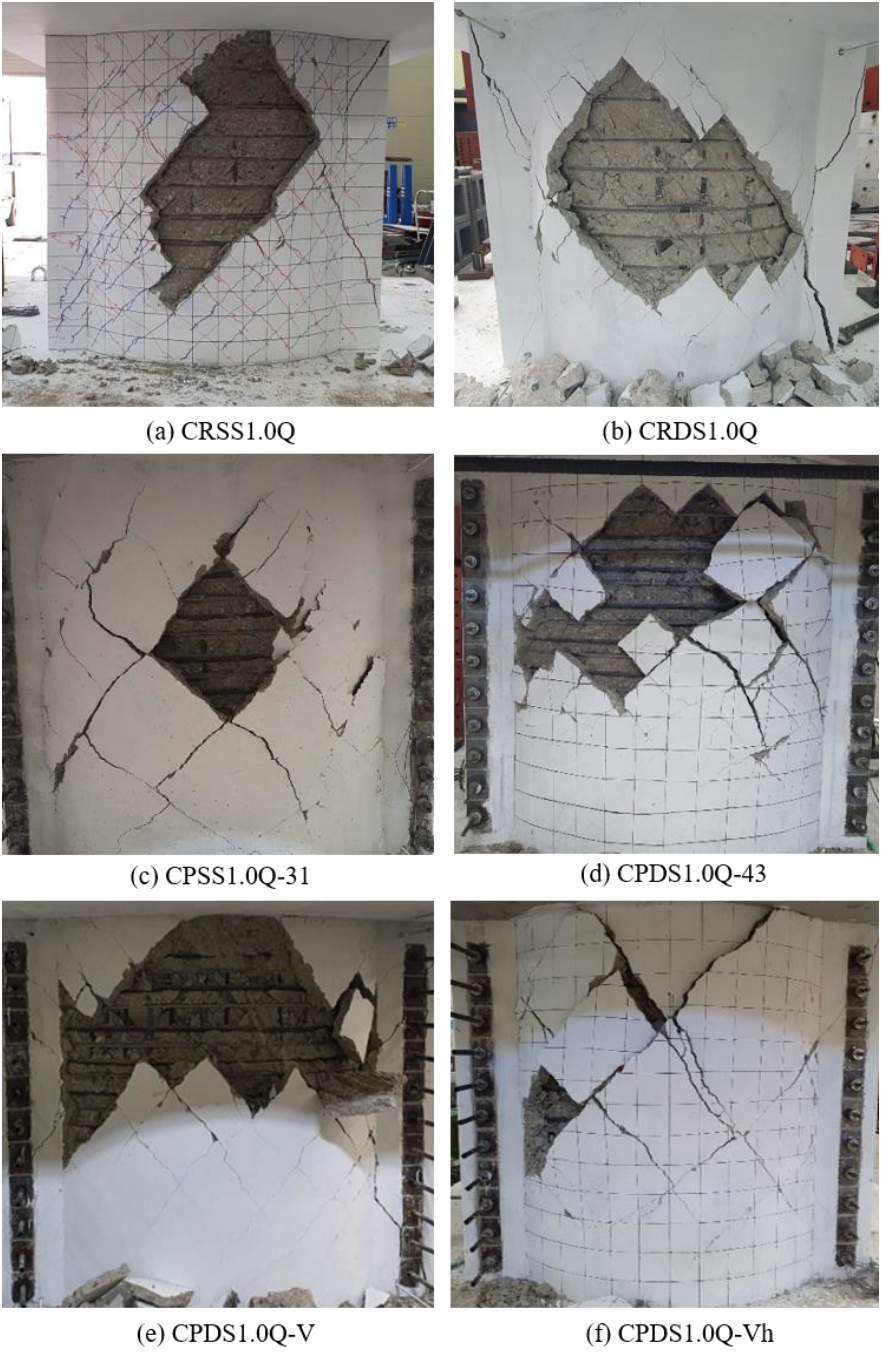 (a) CRSS1.0Q
(b) CRDS1.0Q
(c) CPSS1.0Q-31
(d) CPDS1.0Q-43
(e) CPDS1.0Q-V
(f) CPDS1.0Q-Vh